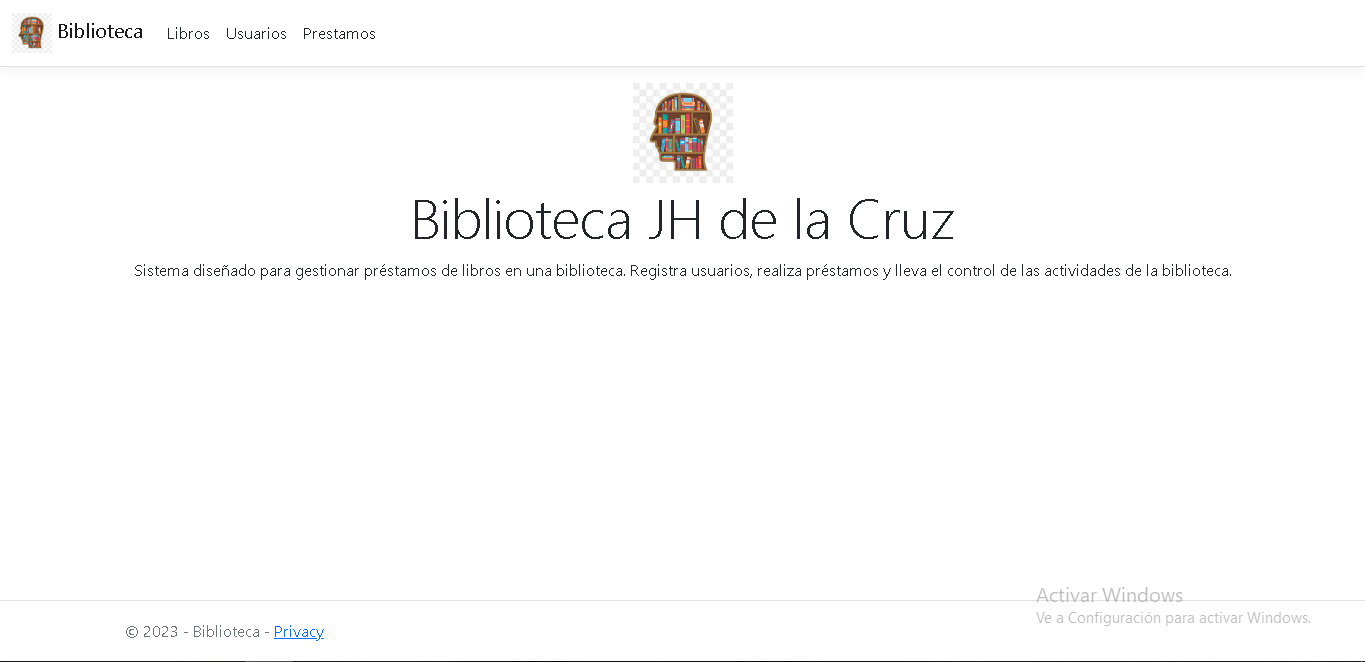 Biblioteca Libros Usuarios Prestamos
Biblioteca JH de la Cruz
Sistema diseñado para gestionar préstamos de libros en una biblioteca. Registra usuarios, realiza préstamos y lleva el control de las actividades de la biblioteca.
Activar Windows
Ve a Configuración para activar Windows.
© 2023 - Biblioteca - Privacy